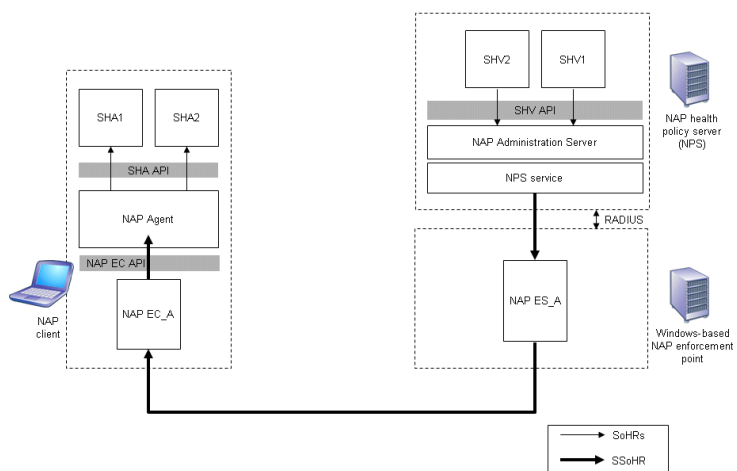 SHV2
SHV1
SHV API
NAP Administration Server
NPS service
NAP health
policy server
(NPS)
SHA1
SHA2
SHA API
NAP Agent
NAP EC API
NAP EC_A
NAP
client
RADIUS
NAP ES_A
Windows-based
NAP enforcement
point
SoHRs
SSoHR